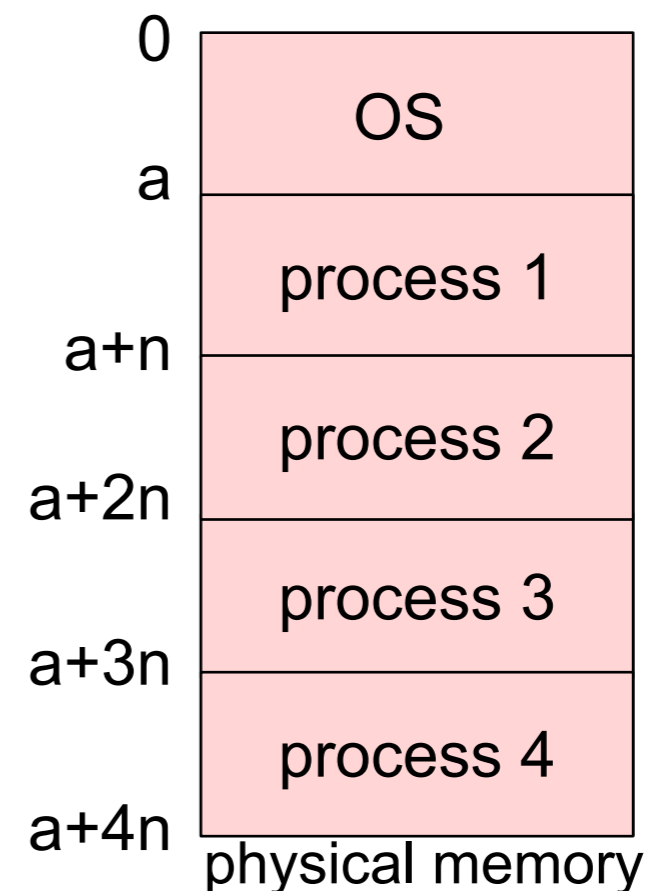 0
OS
a
process 1
a+n
process 2
a+2n
process 3
a+3n
process 4
a+4n
physical memory